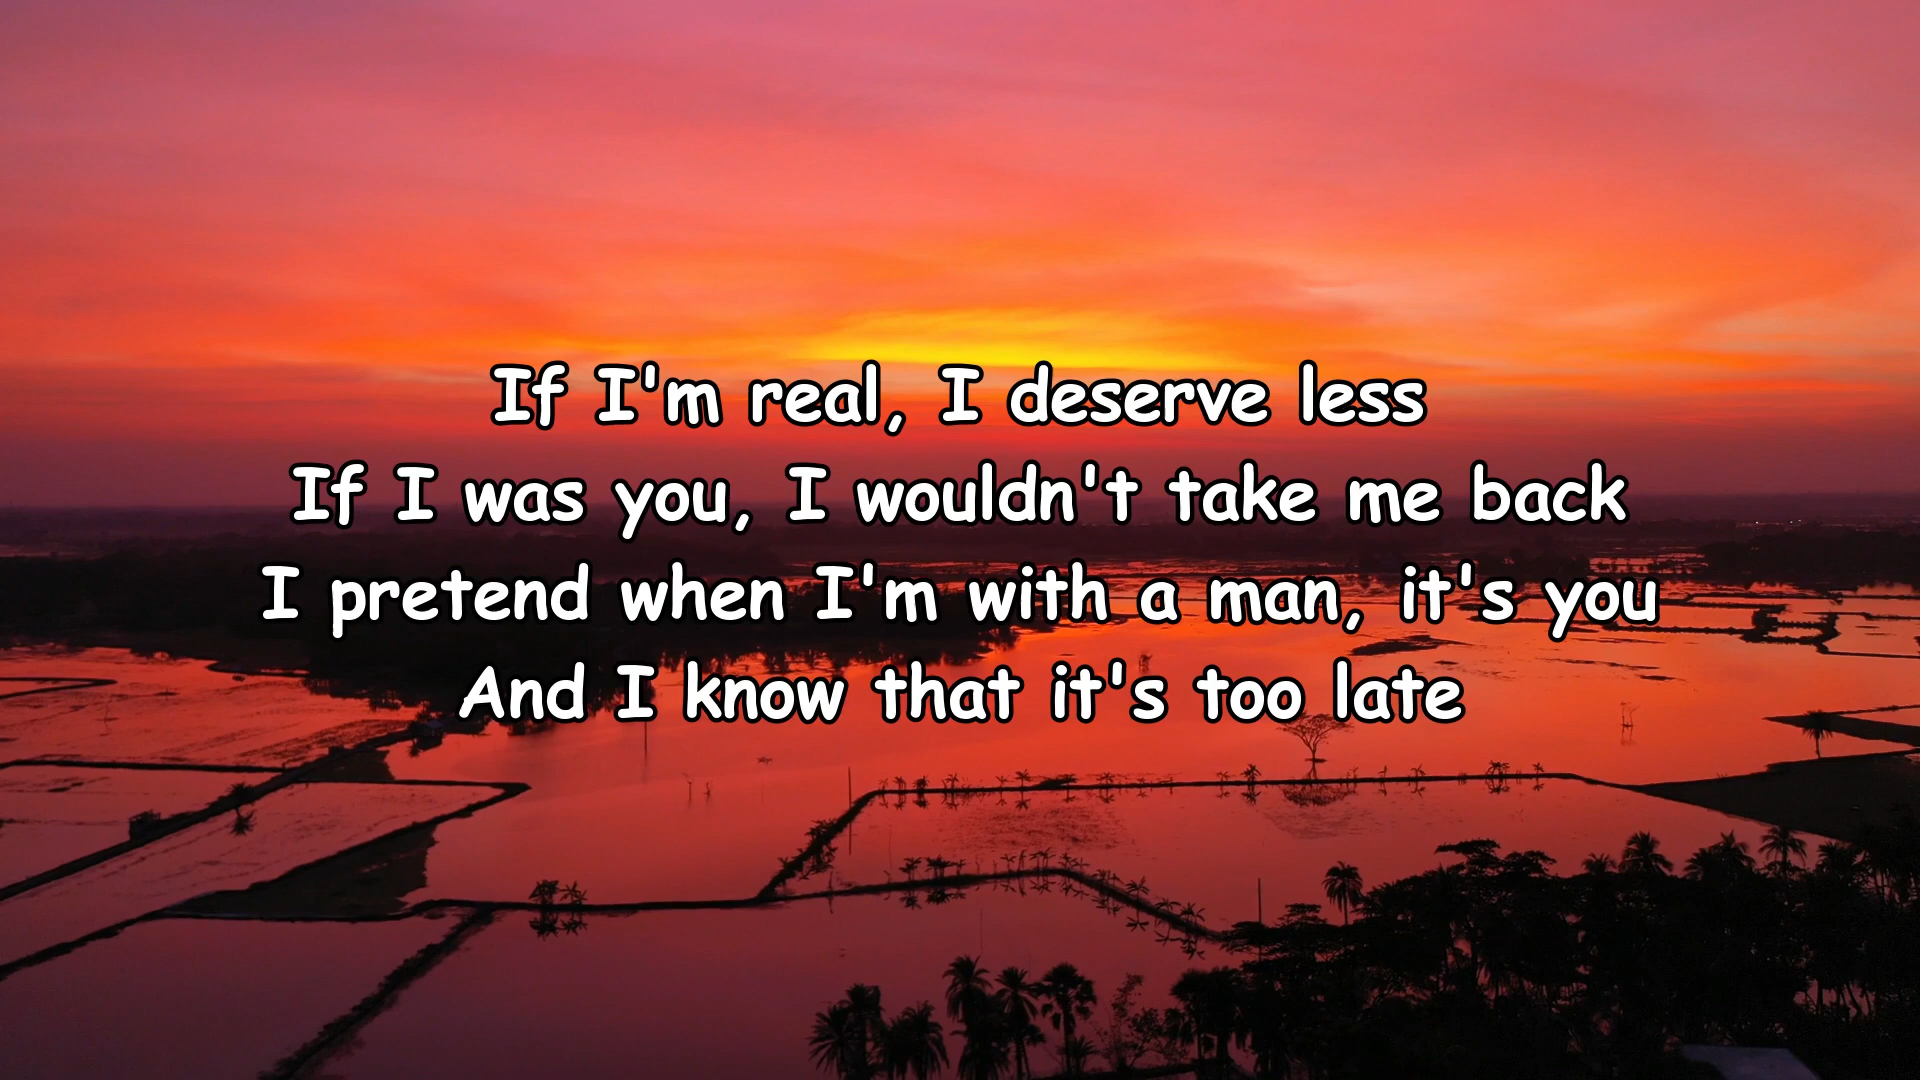 If I'm real, I deserve less
If I was you, I wouldn't take me back
I pretend when I'm with a man, it's you
And I know that it's too late